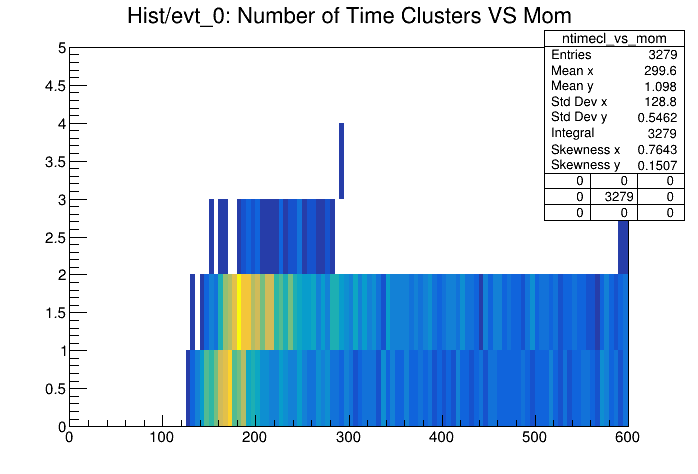 Hist/evt_0: Number of Time Clusters VS Mom
ntimecl_vs_mom
Entries 3279
Mean x 299.6
Mean y 1.098
Std Dev x 128.8
Std Dev y 0.5462
Integral 3279
Skewness x 0.7643
Skewness y 0.1507
0 0 0
0 3279 0
0 0 0
5
4.5
4
3.5
3
2.5
2
1.5
1
0.5
0
0 100 200 300 400 500 600